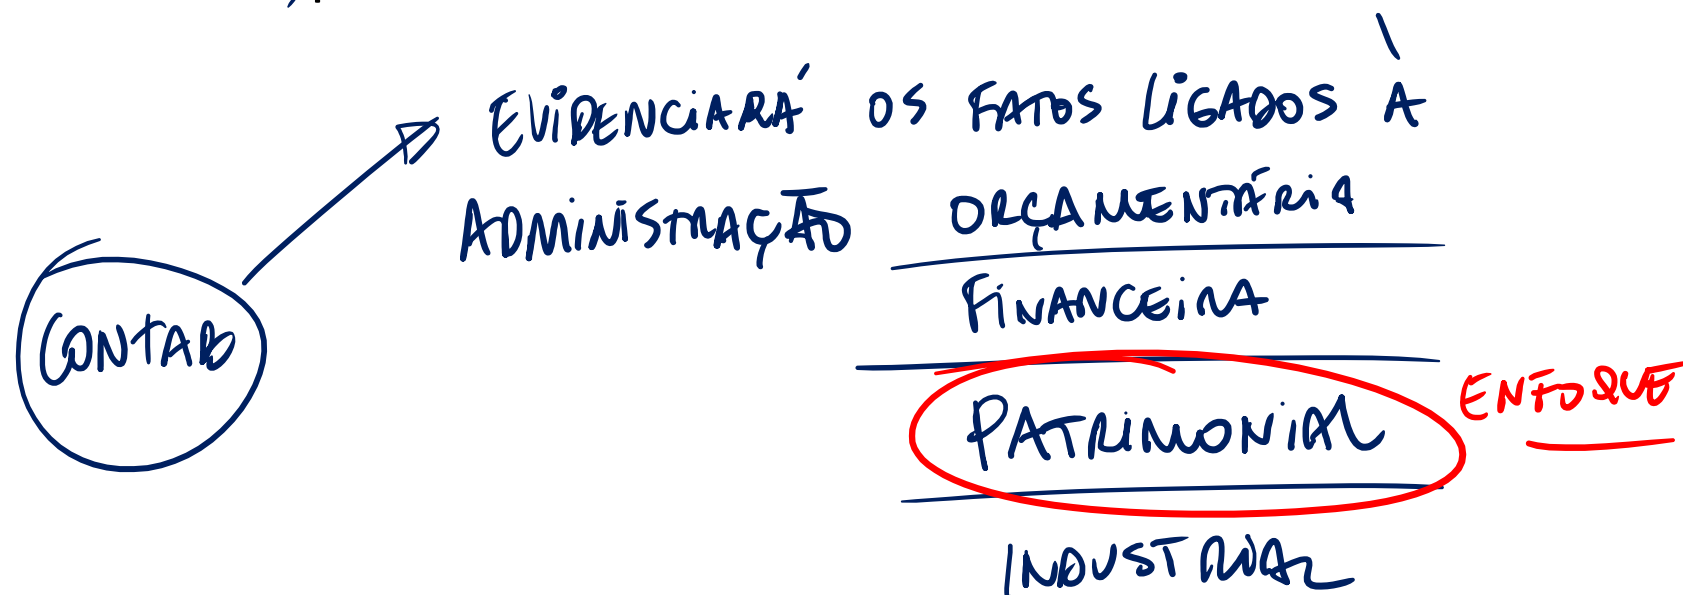 EVIDENCIARÁ OS FATOS LIGADOS À
ADMINISTRAÇÃO ORÇAMENTÁRIA
FINANCEIRA
CONTAB
PATRIMONIAL
ENFOQUE
INDUSTRIAL